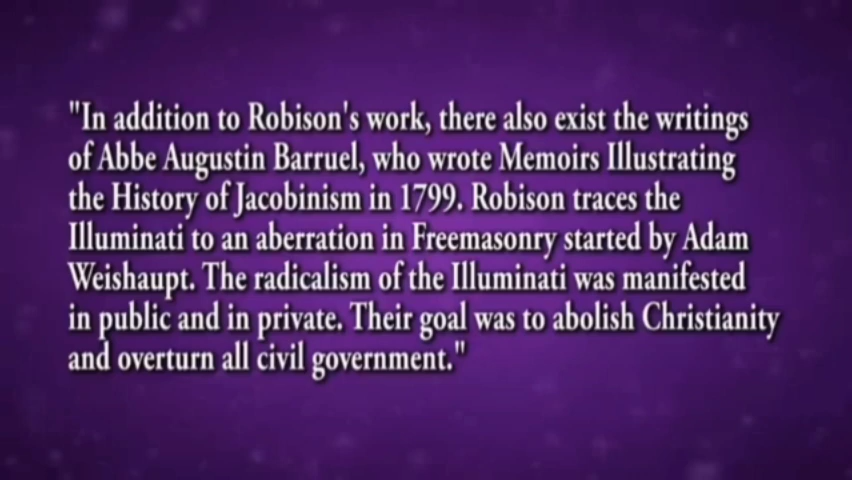 "In addition to Robison's work, there also exist the writings
of Abbe Augustin Barruel, who wrote Memoirs Illustrating
the History of Jacobinism in 1799. Robison traces the
Illuminati to an aberration in Freemasonry started by Adam
Weishaupt. The radicalism of the Illuminati was manifested
in public and in private. Their goal was to abolish Christianity
and overturn all civil government."